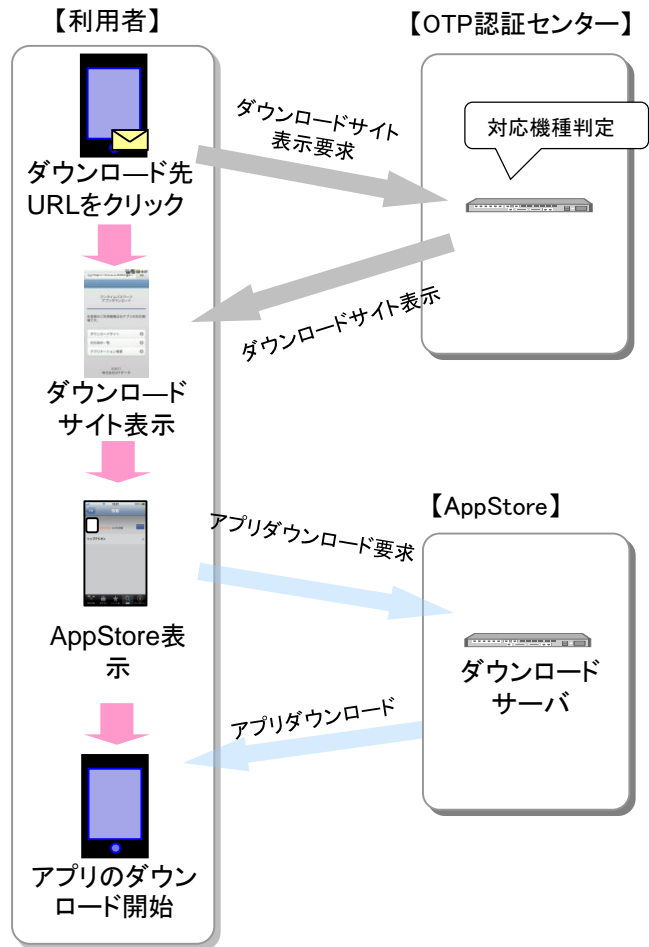 【利用者】
【OTP認証センター】
ダウンロードサイト
表示要求
対応機種判定
ダウンロ―ド先
URLをクリック
ダウンロードサイト表示
ダウンロ―ド
サイト表示
【AppStore】
アプリダウンロード要求
AppStore表
示
ダウンロード
サーバ
アプリダウンロード
アプリのダウン
ロード開始